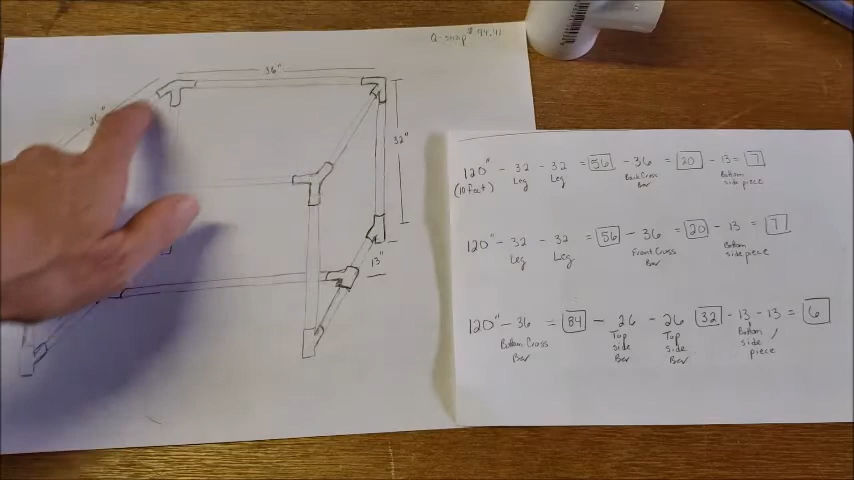 Q-snap $94.41
36"
26"
32"
13"
120" - 32 - 32 = 56 - 36 = 20 - 13 = 7
(10 feet) Leg Leg Back Cross Bar Bottom side piece
120" - 32 - 32 = 56 - 36 = 20 - 13 = 7
Leg Leg Front Cross Bar Bottom side piece
120" - 36 = 84 - 26 - 26 32 - 13 - 13 = 6
Bottom Cross Bar Top side Bar Top side Bar Bottom side piece